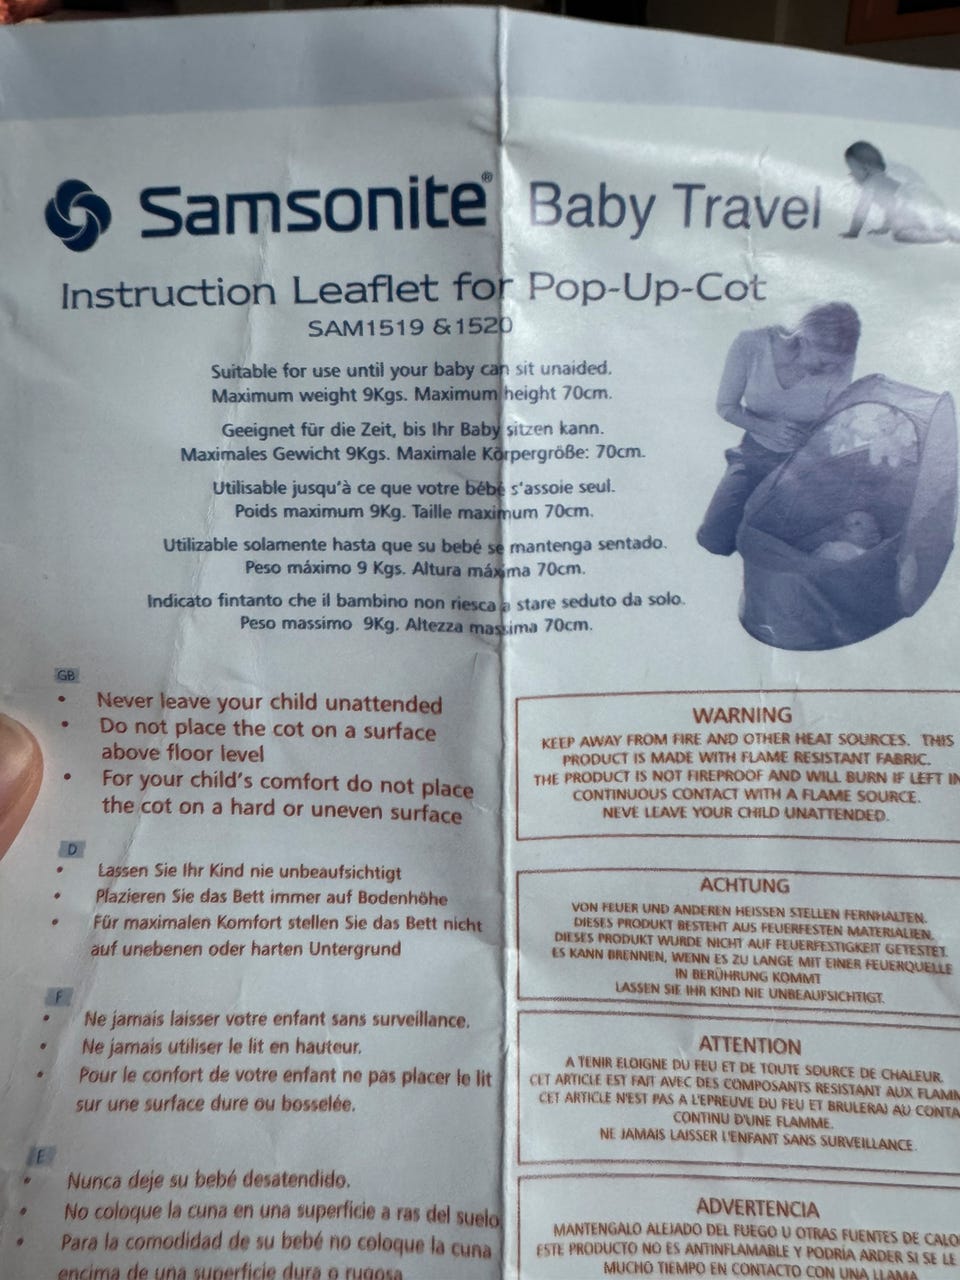 Samsonite® Baby Travel
Instruction Leaflet for Pop-Up-Cot
SAM1519 &1520
Suitable for use until your baby can sit unaided.
Maximum weight 9Kgs. Maximum height 70cm.
Geeignet für die Zeit, bis Ihr Baby sitzen kann.
Maximales Gewicht 9Kgs. Maximale Körpergröße: 70cm.
Utilisable jusqu'à ce que votre bébé s'assoie seul.
Poids maximum 9Kg. Taille maximum 70cm.
Utilizable solamente hasta que su bebé se mantenga sentado.
Peso máximo 9 Kgs. Altura máxima 70cm.
Indicato fintanto che il bambino non riesca a stare seduto da solo.
Peso massimo 9Kg. Altezza massima 70cm.
GB
• Never leave your child unattended
• Do not place the cot on a surface
above floor level
• For your child's comfort do not place
the cot on a hard or uneven surface
WARNING
KEEP AWAY FROM FIRE AND OTHER HEAT SOURCES. THIS
PRODUCT IS MADE WITH FLAME RESISTANT FABRIC.
THE PRODUCT IS NOT FIREPROOF AND WILL BURN IF LEFT IN
CONTINUOUS CONTACT WITH A FLAME SOURCE.
NEVE LEAVE YOUR CHILD UNATTENDED.
D
• Lassen Sie Ihr Kind nie unbeaufsichtigt
• Plazieren Sie das Bett immer auf Bodenhöhe
• Für maximalen Komfort stellen Sie das Bett nicht
auf unebenen oder harten Untergrund
ACHTUNG
VON FEUER UND ANDEREN HEISSEN STELLEN FERNHALTEN.
DIESES PRODUKT BESTEHT AUS FEUERFESTEN MATERIALIEN.
DIESES PRODUKT WURDE NICHT AUF FEUERFESTIGKEIT GETESTET.
ES KANN BRENNEN, WENN ES ZU LANGE MIT EINER FEUERQUELLE
IN BERÜHRUNG KOMMT
LASSEN SIE IHR KIND NIE UNBEAUFSICHTIGT.
F
• Ne jamais laisser votre enfant sans surveillance.
• Ne jamais utiliser le lit en hauteur.
• Pour le confort de votre enfant ne pas placer le lit
sur une surface dure ou bosselée.
ATTENTION
A TENIR ELOIGNE DU FEU ET DE TOUTE SOURCE DE CHALEUR.
CET ARTICLE EST FAIT AVEC DES COMPOSANTS RESISTANT AUX FLAMM
CET ARTICLE N'EST PAS A L'EPREUVE DU FEU ET BRULERAI AU CONTA
CONTINU D'UNE FLAMME.
NE JAMAIS LAISSER L'ENFANT SANS SURVEILLANCE.
E
• Nunca deje su bebé desatendido.
• No coloque la cuna en una superficie a ras del suelo
• Para la comodidad de su bebé no coloque la cuna
encima de una superficie dura o rugosa
ADVERTENCIA
MANTENGALO ALEJADO DEL FUEGO U OTRAS FUENTES DE CALO
ESTE PRODUCTO NO ES ANTINFLAMABLE Y PODRÍA ARDER SI SE LE
MUCHO TIEMPO EN CONTACTO CON UNA LLAMA